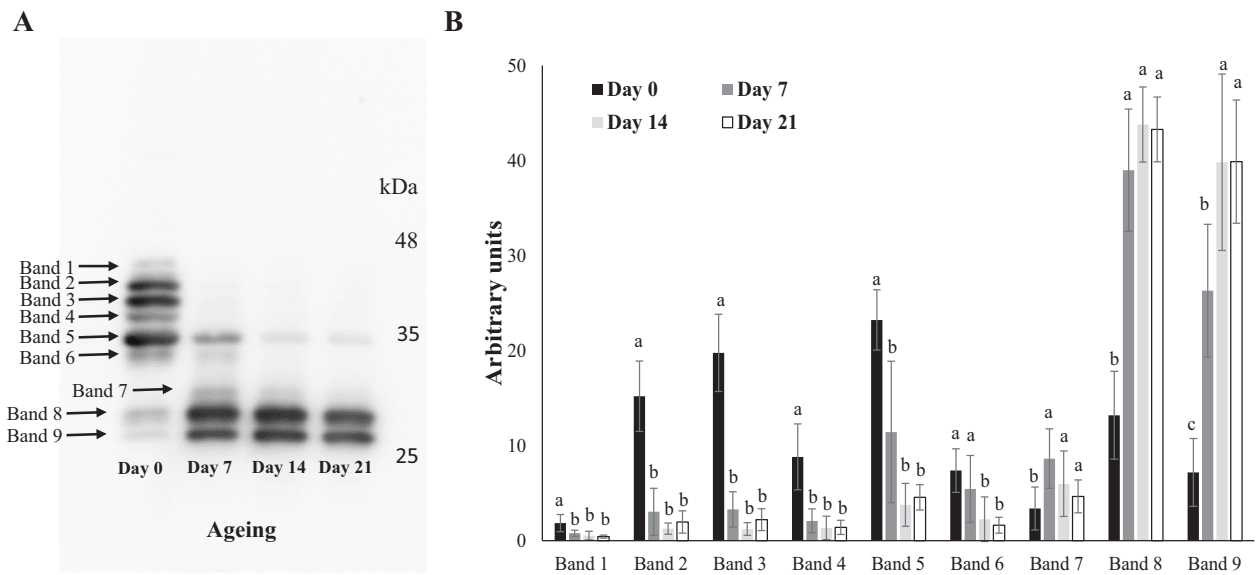 A
kDa
48
Band 1
Band 2
Band 3
Band 4
Band 5
35
Band 6
Band 7
Band 8
Band 9
25
Day 0 Day 7 Day 14 Day 21
Ageing
B
Arbitrary units
50
40
30
20
10
0
Day 0 Day 7
Day 14 Day 21
a b b b
a b b b
a b b b
a b b b
a b b b
a a b b
b a a a
b a a a
c b a a
Band 1 Band 2 Band 3 Band 4 Band 5 Band 6 Band 7 Band 8 Band 9